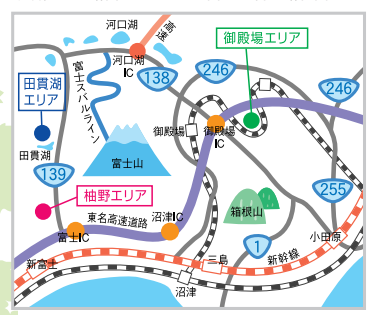 河口湖
高速
河口湖
IC
138
246
御殿場エリア
246
田貫湖
エリア
富士スバルライン
御殿場
御殿場
IC
田貫湖
富士山
139
柚野エリア
255
箱根山
東名高速道路
沼津IC
富士IC
1
小田原
新幹線
三島
新富士
沼津